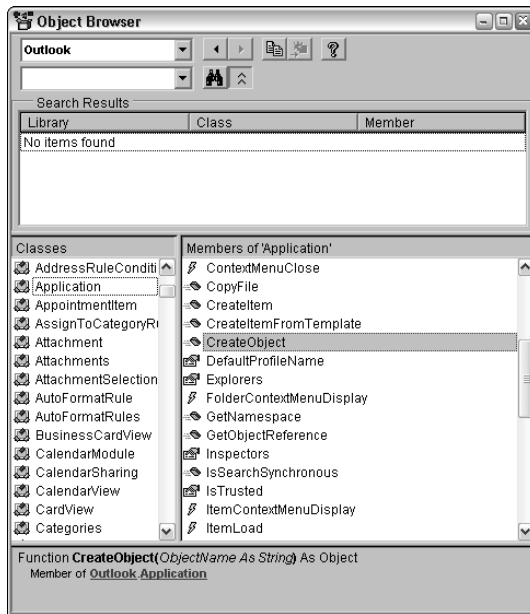 Object Browser
Outlook
Search Results
Library Class Member
No items found
Classes
AddressRuleConditi
Application
AppointmentItem
AssignToCategoryRu
Attachment
Attachments
AttachmentSelection
AutoFormatRule
AutoFormatRules
BusinessCardView
CalendarModule
CalendarSharing
CalendarView
CardView
Categories
Members of 'Application'
ContextMenuClose
CopyFile
CreateItem
CreateItemFromTemplate
CreateObject
DefaultProfileName
Explorers
FolderContextMenuDisplay
GetNamespace
GetObjectReference
Inspectors
IsSearchSynchronous
IsTrusted
ItemContextMenuDisplay
ItemLoad
Function CreateObject(ObjectName As String) As Object
Member of Outlook.Application